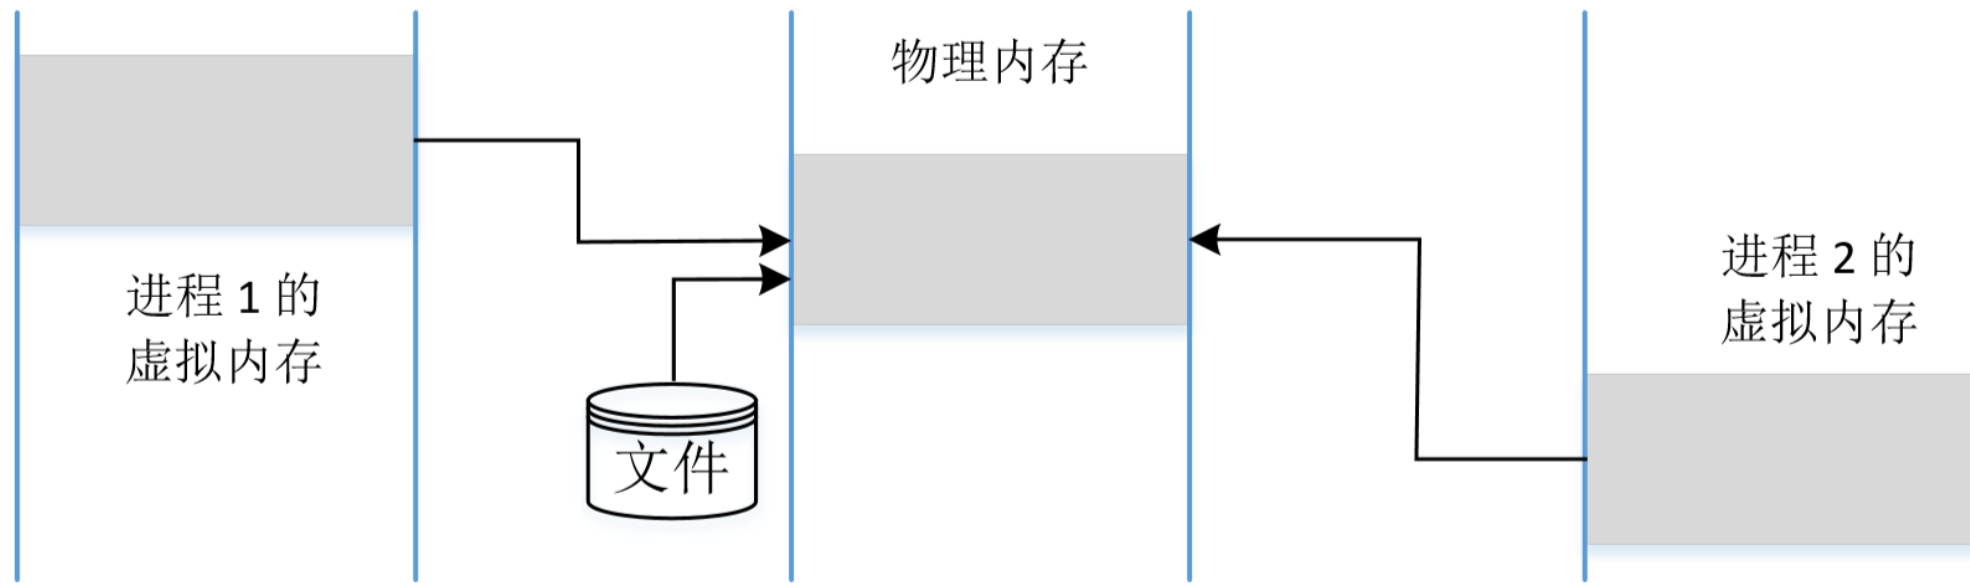 物理内存
进程 1 的
虚拟内存
文件
进程 2 的
虚拟内存